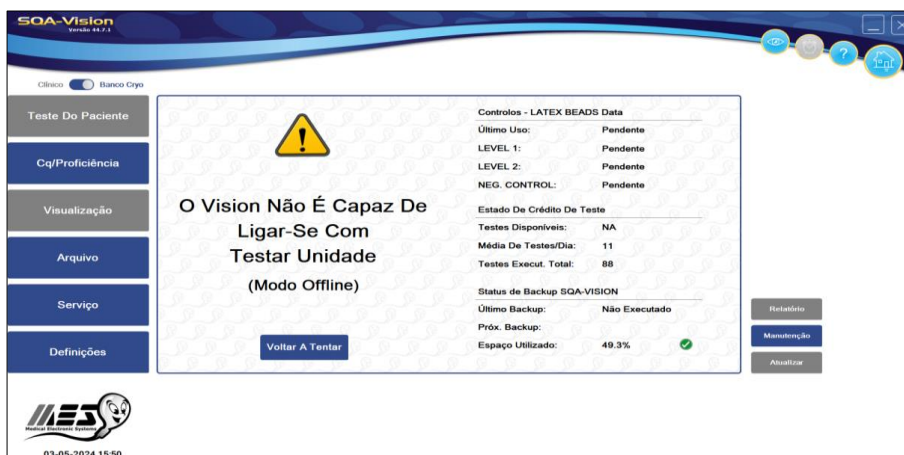 SQA-Vision
Versão 44.7.1
Clínico Banco Cryo
Teste Do Paciente
Cq/Proficiência
Visualização
Arquivo
Serviço
Definições
O Vision Não É Capaz De
Ligar-Se Com
Testar Unidade
(Modo Offline)
Voltar A Tentar
Controlos - LATEX BEADS Data
Último Uso: Pendente
LEVEL 1: Pendente
LEVEL 2: Pendente
NEG. CONTROL: Pendente
Estado De Crédito De Teste
Testes Disponíveis: NA
Média De Testes/Dia: 11
Testes Execut. Total: 88
Status de Backup SQA-VISION
Último Backup: Não Executado
Próx. Backup:
Espaço Utilizado: 49.3%
Relatório
Manutenção
Atualizar
MES
Medical Electronic Systems
03-05-2024 15:50